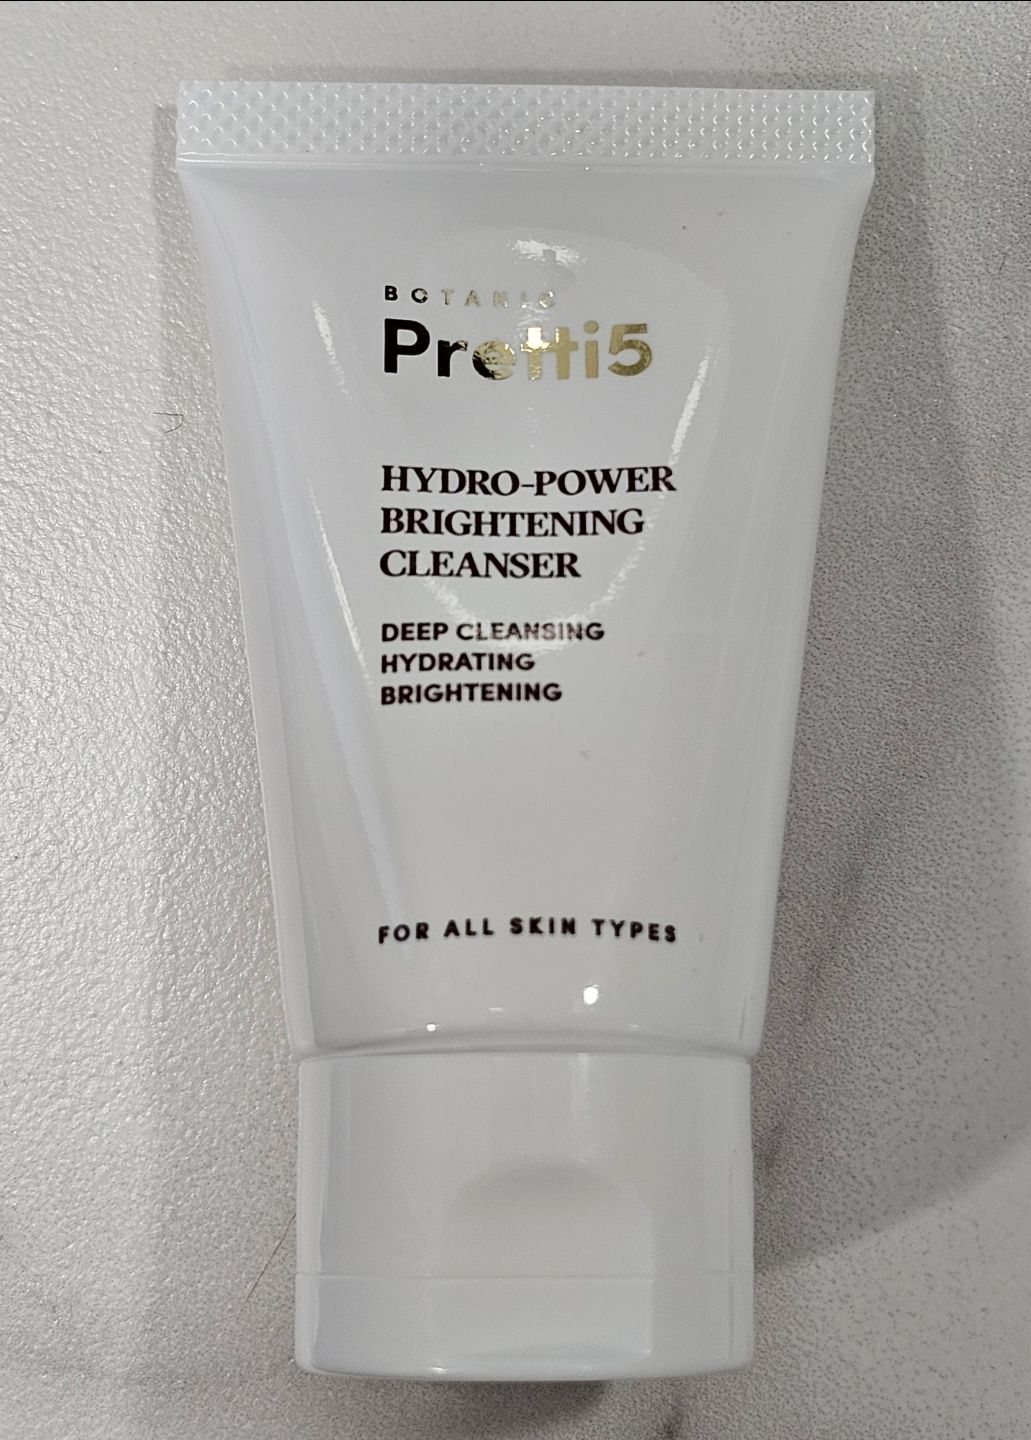 BOTANIC
Pretti5
HYDRO-POWER
BRIGHTENING
CLEANSER
DEEP CLEANSING
HYDRATING
BRIGHTENING
FOR ALL SKIN TYPES